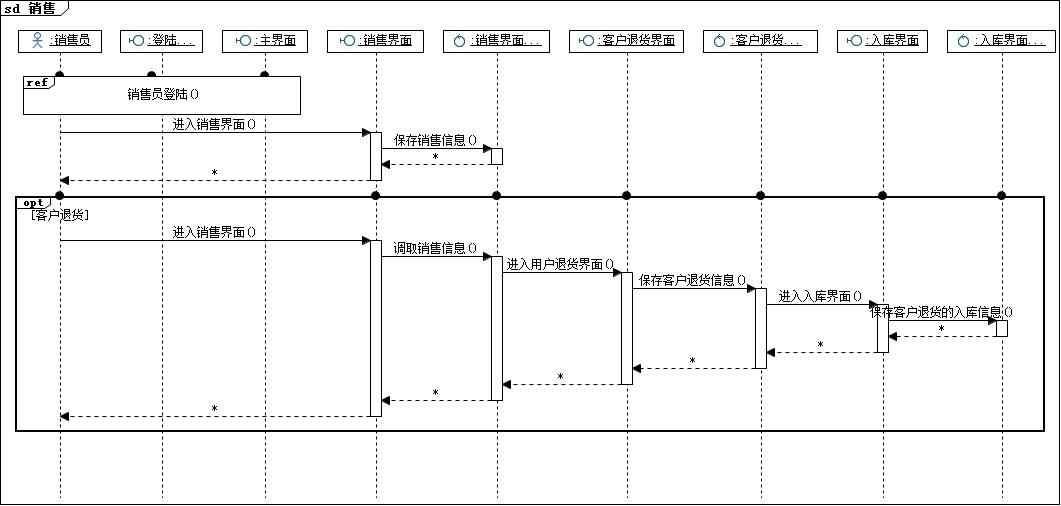 sd 销售
:销售员
:登陆...
:主界面
:销售界面
:销售界面...
:客户退货界面
:客户退货...
:入库界面
:入库界面...
ref
销售员登陆()
进入销售界面()
保存销售信息()
*
*
opt
[客户退货]
进入销售界面()
调取销售信息()
进入用户退货界面()
保存客户退货信息()
进入入库界面()
保存客户退货的入库信息()
*
*
*
*
*
*